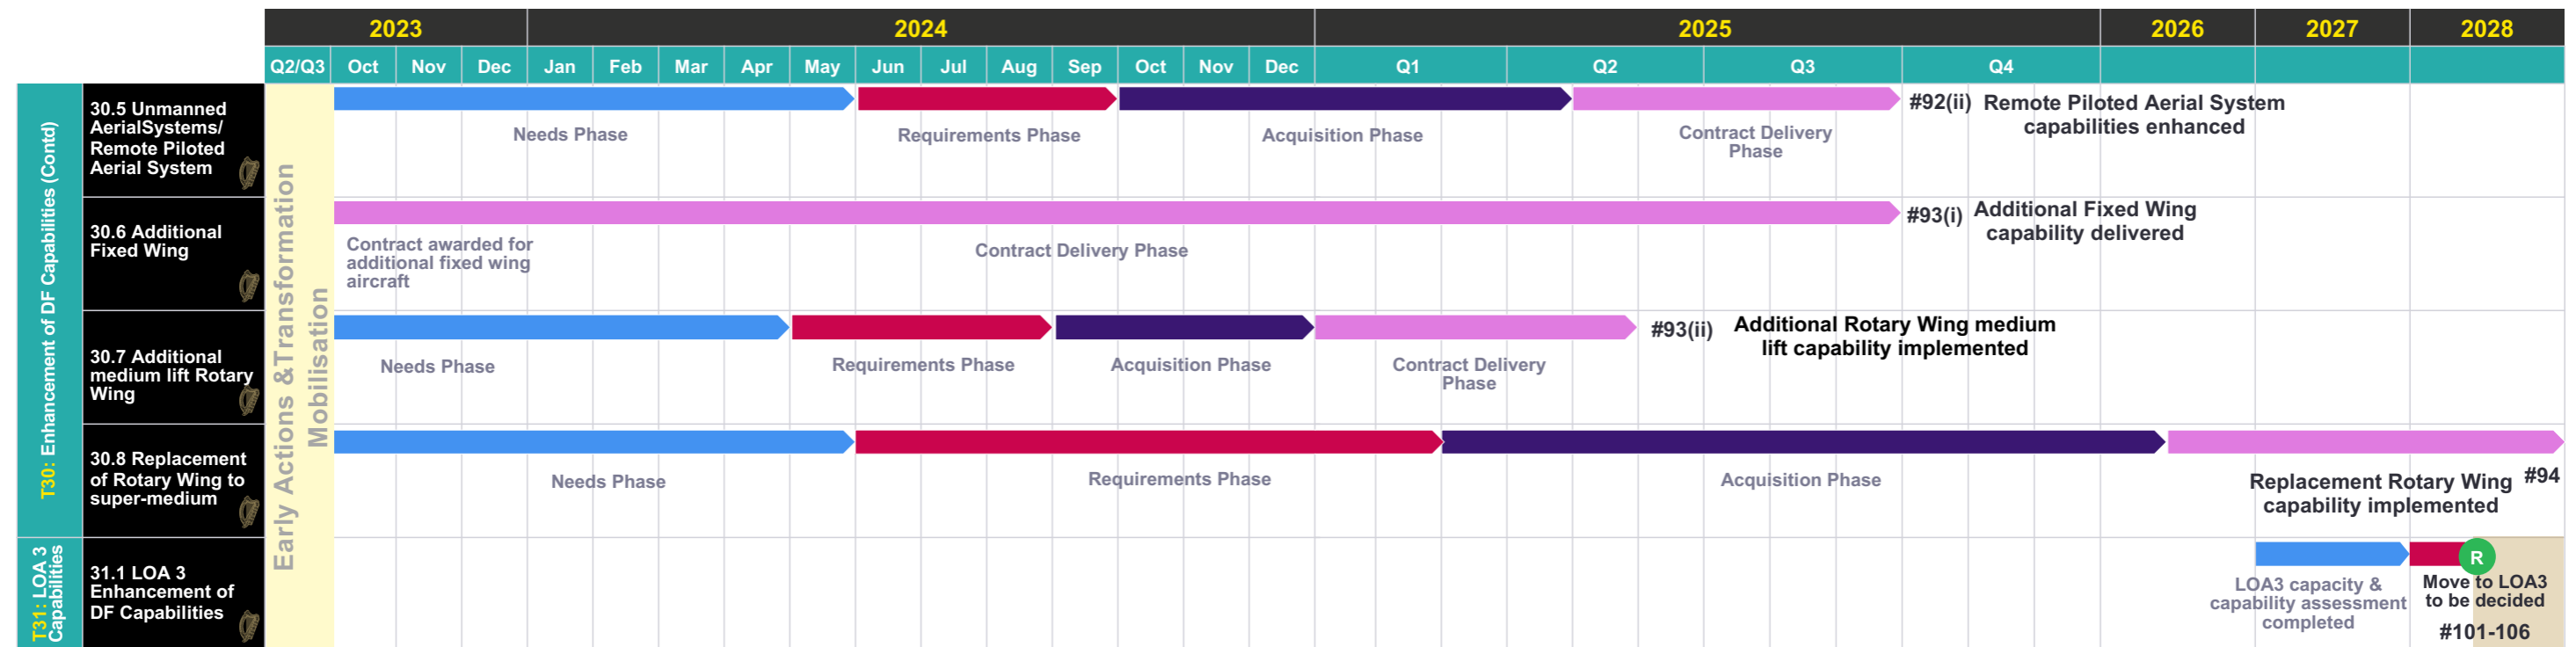 2023 2024 2025 2026 2027 2028
Q2/Q3 Oct Nov Dec Jan Feb Mar Apr May Jun Jul Aug Sep Oct Nov Dec Q1 Q2 Q3 Q4
T30: Enhancement of DF Capabilities (Contd)
Early Actions &Transformation
Mobilisation
30.5 Unmanned
AerialSystems/
Remote Piloted
Aerial System
Needs Phase
Requirements Phase
Acquisition Phase
Contract Delivery
Phase
#92(ii) Remote Piloted Aerial System
capabilities enhanced
30.6 Additional
Fixed Wing
Contract awarded for
additional fixed wing
aircraft
Contract Delivery Phase
#93(i) Additional Fixed Wing
capability delivered
30.7 Additional
medium lift Rotary
Wing
Needs Phase
Requirements Phase
Acquisition Phase
Contract Delivery
Phase
#93(ii) Additional Rotary Wing medium
lift capability implemented
30.8 Replacement
of Rotary Wing to
super-medium
Needs Phase
Requirements Phase
Acquisition Phase
Replacement Rotary Wing #94
capability implemented
T31: LOA 3
Capabilities
31.1 LOA 3
Enhancement of
DF Capabilities
LOA3 capacity &
capability assessment
completed
R
Move to LOA3
to be decided
#101-106